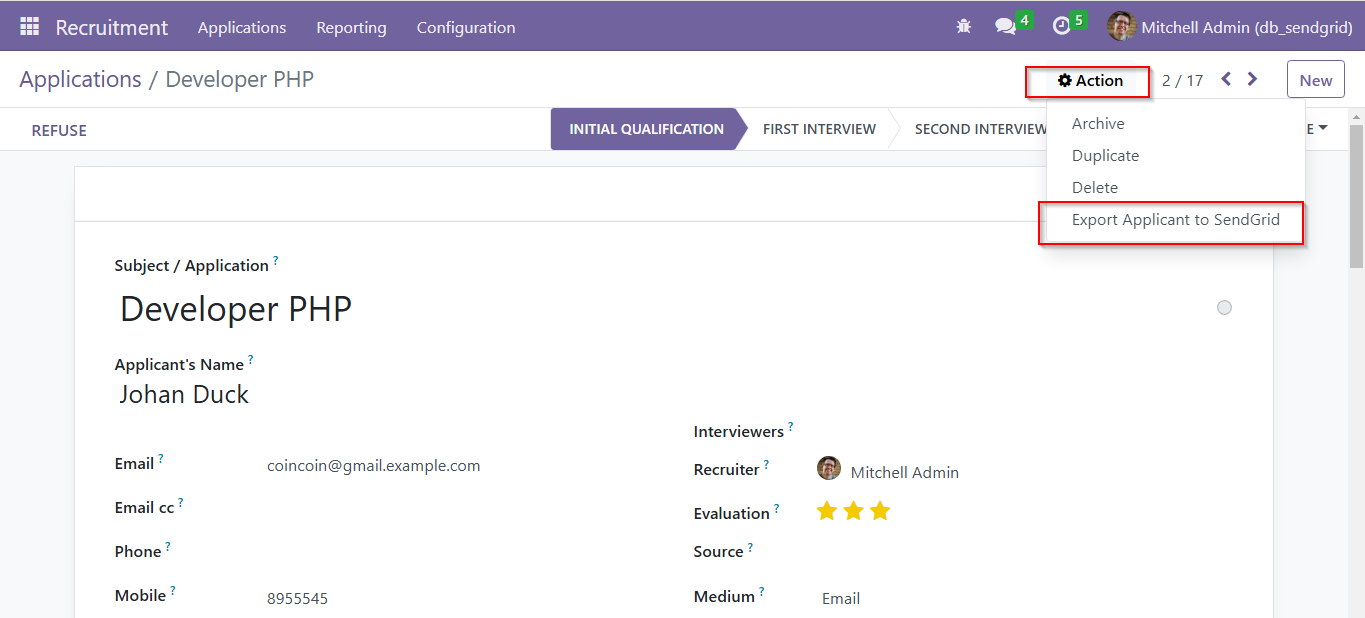 Recruitment Applications Reporting Configuration 4 5 Mitchell Admin (db_sendgrid)
Applications / Developer PHP Action 2 / 17 New
REFUSE INITIAL QUALIFICATION FIRST INTERVIEW SECOND INTERVIEW E
Archive
Duplicate
Delete
Export Applicant to SendGrid
Subject / Application ?
Developer PHP
Applicant's Name ?
Johan Duck
Interviewers ?
Email ? coincoin@gmail.example.com
Recruiter ? Mitchell Admin
Email cc ?
Evaluation ?
Phone ?
Source ?
Mobile ? 8955545
Medium ? Email